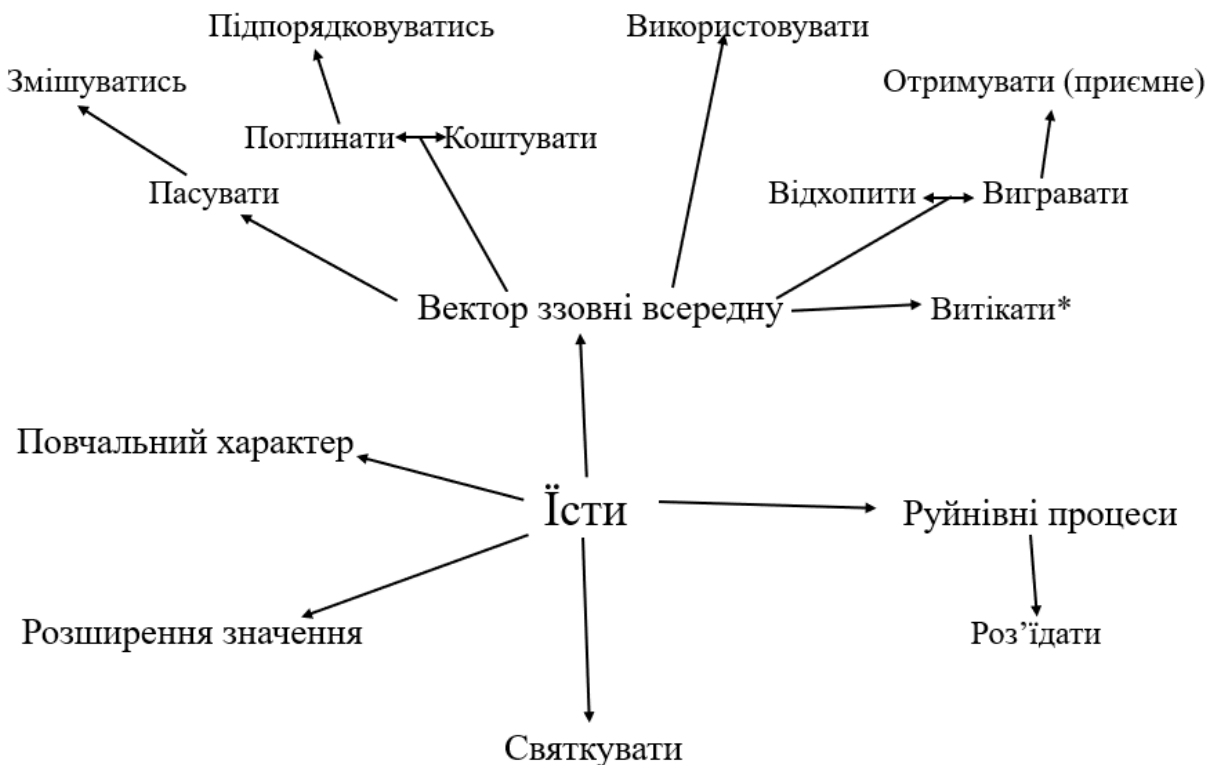 Підпорядковуватись
Використовувати
Змішуватись
Отримувати (приємне)
Поглинати
Коштувати
Пасувати
Відхопити
Вигравати
Вектор ззовні всередну
Витікати*
Повчальний характер
Їсти
Руйнівні процеси
Розширення значення
Роз’їдати
Святкувати